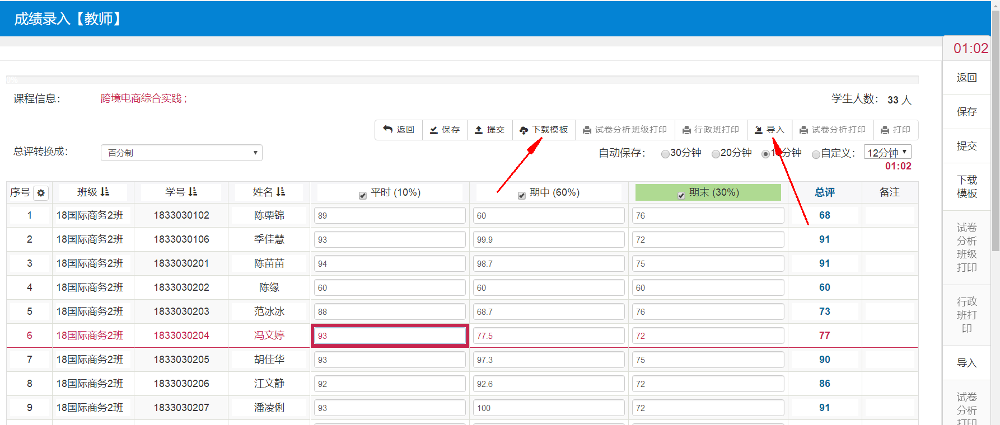 成绩录入【教师】
01:02
0%
课程信息： 跨境电商综合实践 ; 学生人数： 33 人
返回 保存 提交 下载模板 试卷分析班级打印 行政班打印 导入 试卷分析打印 打印
总评转换成： 百分制 自动保存： 30分钟 20分钟 分钟 自定义： 12分钟
01:02
序号 班级 学号 姓名 平时 (10%) 期中 (60%) 期末 (30%) 总评 备注
1 18国际商务2班 1833030102 陈栗锦 89 60 76 68
2 18国际商务2班 1833030106 季佳慧 93 99.9 72 91
3 18国际商务2班 1833030201 陈苗苗 94 98.7 75 91
4 18国际商务2班 1833030202 陈缘 60 60 60 60
5 18国际商务2班 1833030203 范冰冰 88 68.7 76 73
6 18国际商务2班 1833030204 冯文婷 93 77.5 72 77
7 18国际商务2班 1833030205 胡佳华 93 97.3 75 90
8 18国际商务2班 1833030206 江文静 92 92.6 72 86
9 18国际商务2班 1833030207 潘凌俐 93 100 72 91
返回
保存
提交
下载
模板
试卷
分析
班级
打印
行政
班打
印
导入
试卷
分析
打印